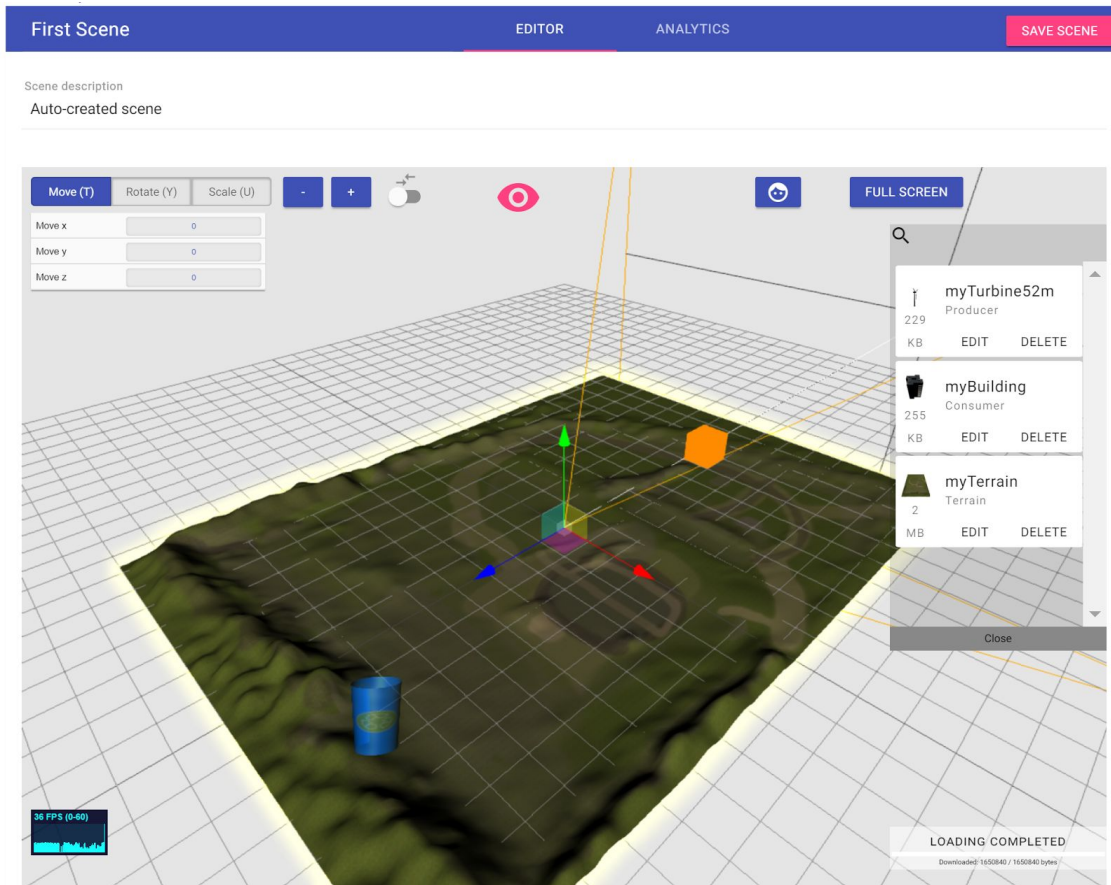 First Scene
EDITOR
ANALYTICS
SAVE SCENE
Scene description
Auto-created scene
Move (T)
Rotate (Y)
Scale (U)
-
+
FULL SCREEN
Move x
0
Move y
0
Move z
0
myTurbine52m
Producer
229
KB
EDIT
DELETE
myBuilding
Consumer
255
KB
EDIT
DELETE
myTerrain
Terrain
2
MB
EDIT
DELETE
Close
36 FPS (0-60)
LOADING COMPLETED
Downloaded: 1650840 / 1650840 bytes